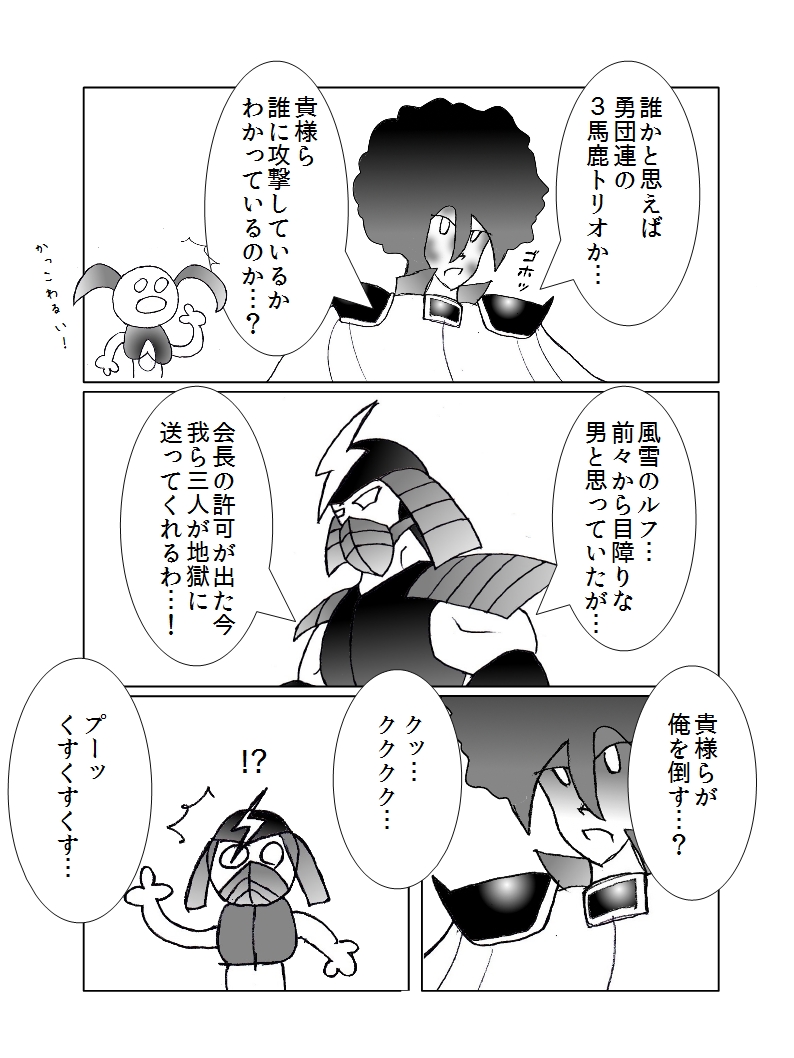 誰かと思えば
勇団連の
３馬鹿トリオか…
ゴホッ
貴様ら
誰に攻撃しているか
わかっているのか…？
かっこわるい！
風雪のルフ…
前々から目障りな
男と思っていたが…
会長の許可が出た今
我ら三人が地獄に
送ってくれるわ…！
貴様らが
俺を倒す…？
クッ…
クククク…
!?
プーッ
くすくすくす…